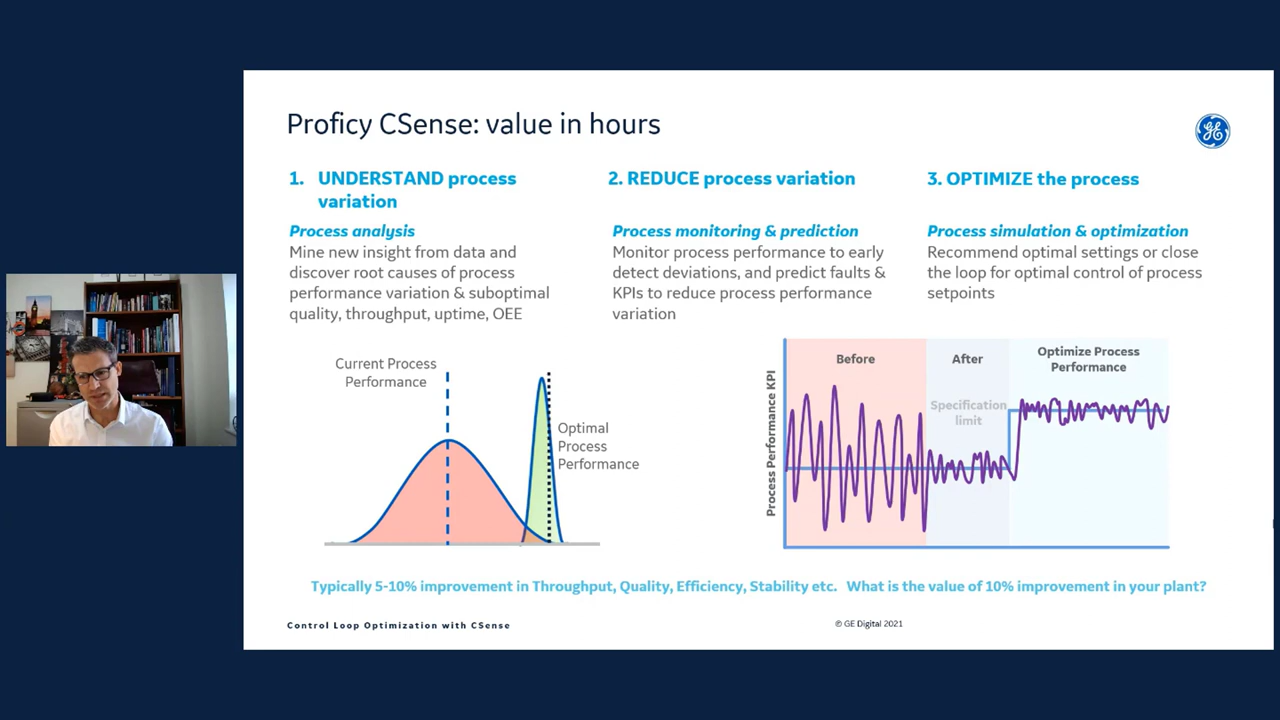 Proficy CSense: value in hours
1. UNDERSTAND process
variation
Process analysis
Mine new insight from data and
discover root causes of process
performance variation & suboptimal
quality, throughput, uptime, OEE
2. REDUCE process variation
Process monitoring & prediction
Monitor process performance to early
detect deviations, and predict faults &
KPIs to reduce process performance
variation
3. OPTIMIZE the process
Process simulation & optimization
Recommend optimal settings or close
the loop for optimal control of process
setpoints
Current Process
Performance
Optimal
Process
Performance
Process Performance KPI
Before
After
Specification
limit
Optimize Process
Performance
Typically 5-10% improvement in Throughput, Quality, Efficiency, Stability etc. What is the value of 10% improvement in your plant?
Control Loop Optimization with CSense
© GE Digital 2021
GE